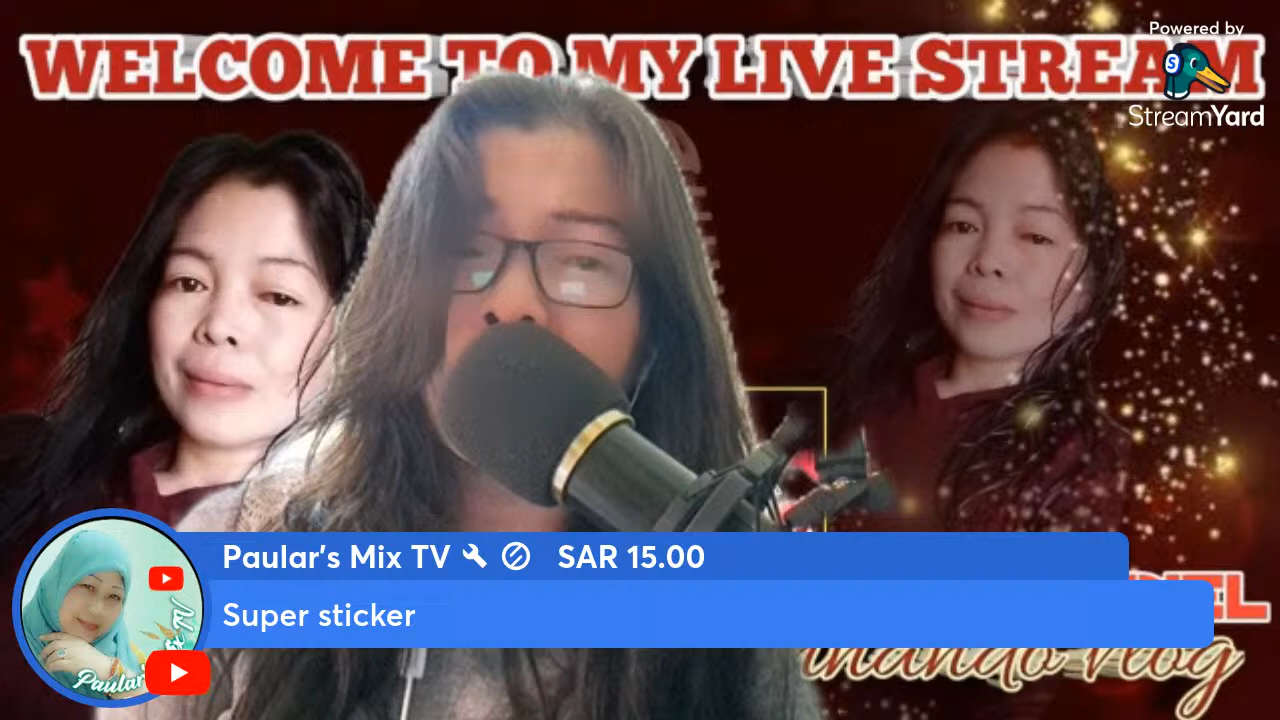 WELCOME TO MY LIVE STREAM
Powered by
StreamYard
Paular's Mix TV SAR 15.00
Super sticker